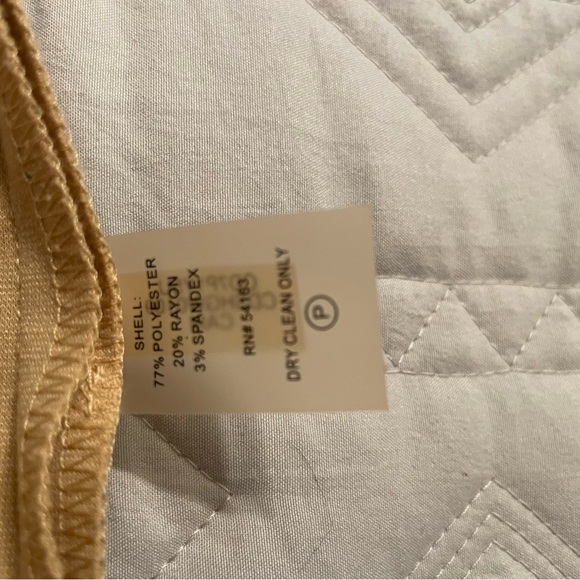 SHELL:
77% POLYESTER
20% RAYON
3% SPANDEX
RN# 54163
DRY CLEAN ONLY
P